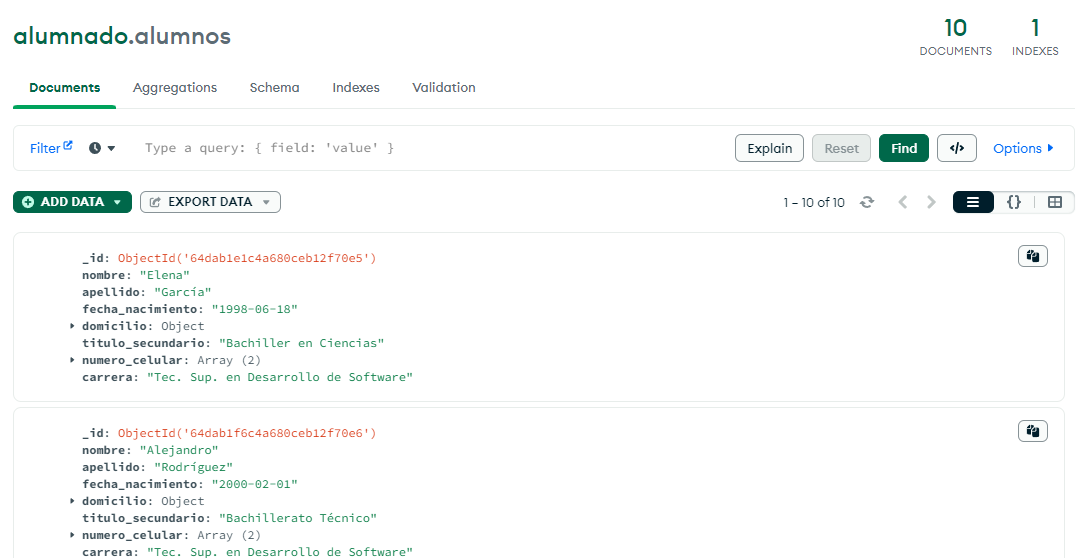 alumnado.alumnos
10
DOCUMENTS
1
INDEXES
Documents
Aggregations
Schema
Indexes
Validation
Filter
Type a query: { field: 'value' }
Explain
Reset
Find
</>
Options
ADD DATA
EXPORT DATA
1 – 10 of 10
{}
_id: ObjectId('64dab1e1c4a680ceb12f70e5')
nombre: "Elena"
apellido: "García"
fecha_nacimiento: "1998-06-18"
domicilio: Object
titulo_secundario: "Bachiller en Ciencias"
numero_celular: Array (2)
carrera: "Tec. Sup. en Desarrollo de Software"
_id: ObjectId('64dab1f6c4a680ceb12f70e6')
nombre: "Alejandro"
apellido: "Rodríguez"
fecha_nacimiento: "2000-02-01"
domicilio: Object
titulo_secundario: "Bachillerato Técnico"
numero_celular: Array (2)
carrera: "Tec. Sup. en Desarrollo de Software"